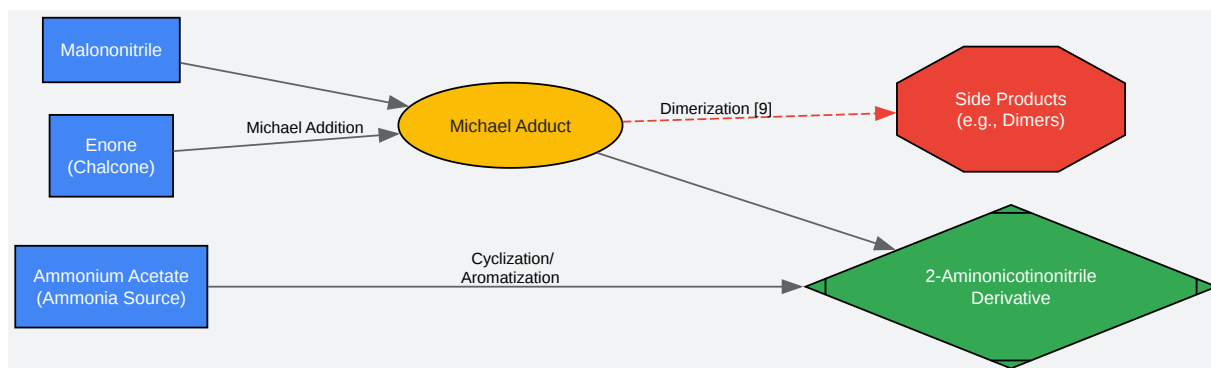 Malononitrile
Enone
(Chalcone)
Michael Addition
Michael Adduct
Dimerization [9]
Side Products
(e.g., Dimers)
Ammonium Acetate
(Ammonia Source)
Cyclization/
Aromatization
2-Aminonicotinonitrile
Derivative